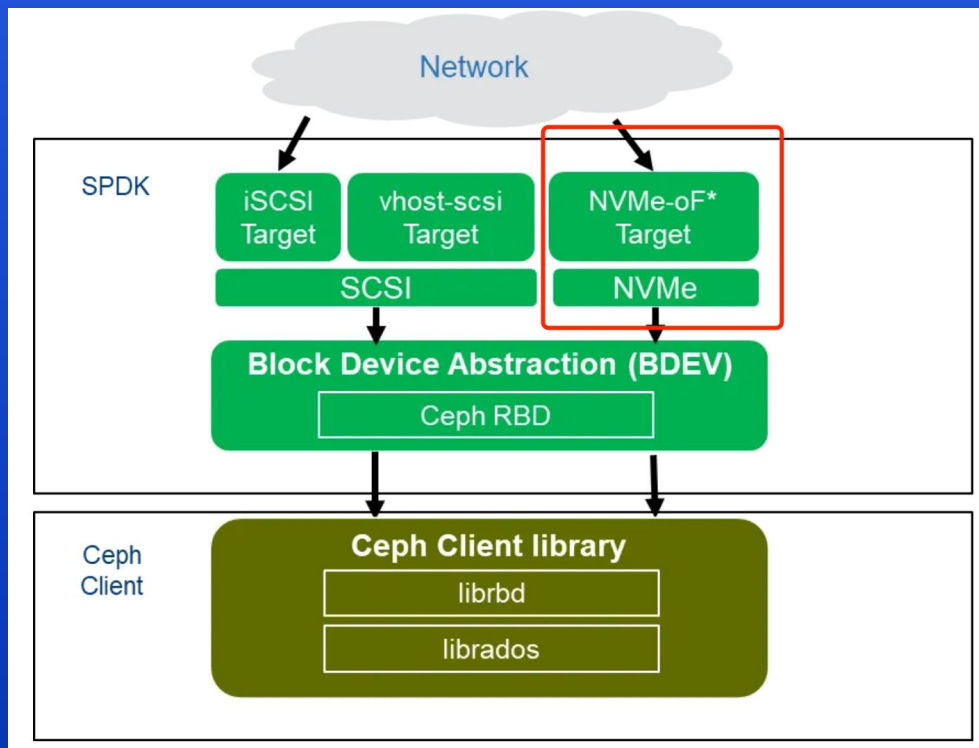 Network
SPDK
iSCSI
Target
vhost-scsi
Target
NVMe-oF*
Target
SCSI
NVMe
Block Device Abstraction (BDEV)
Ceph RBD
Ceph
Client
Ceph Client library
librbd
librados